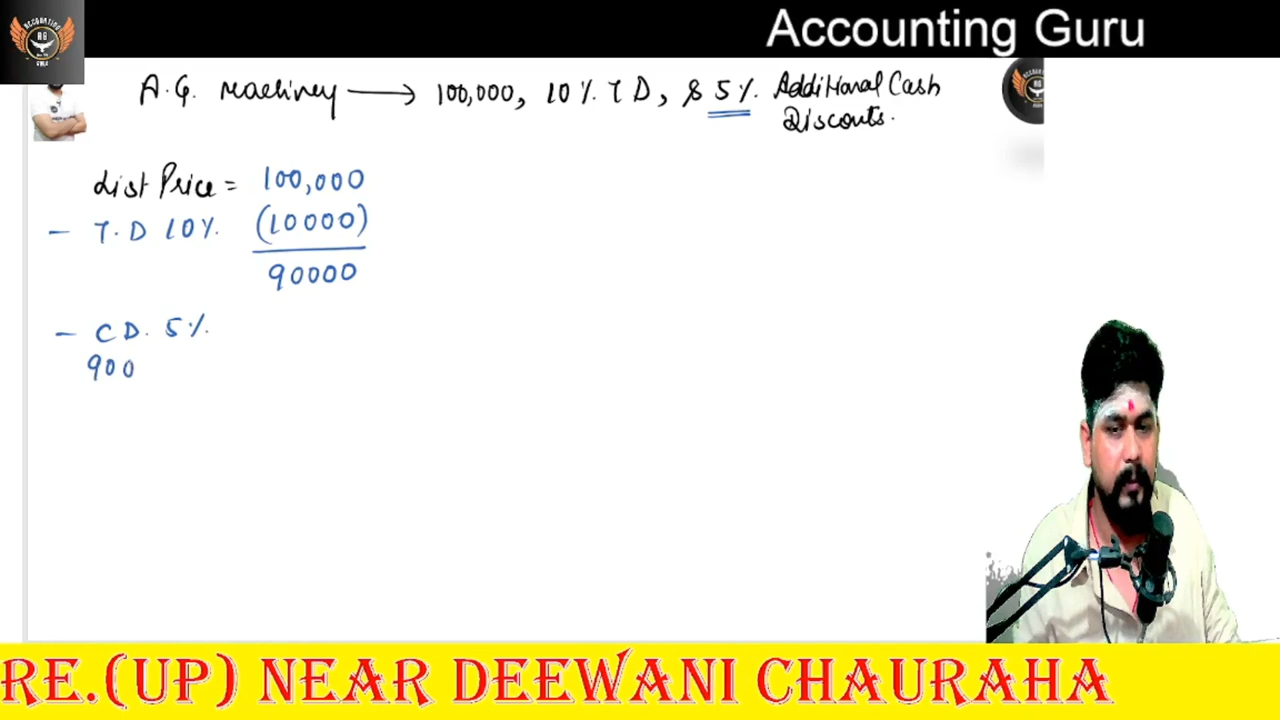 Accounting Guru
A.G. Machinery → 100,000, 10% T D, & 5% Additional Cash
Discouts.
List Price = 100,000
- T.D 10% (10000)
90000
- C D. 5%
900
RE.(UP) NEAR DEEWANI CHAURAHA